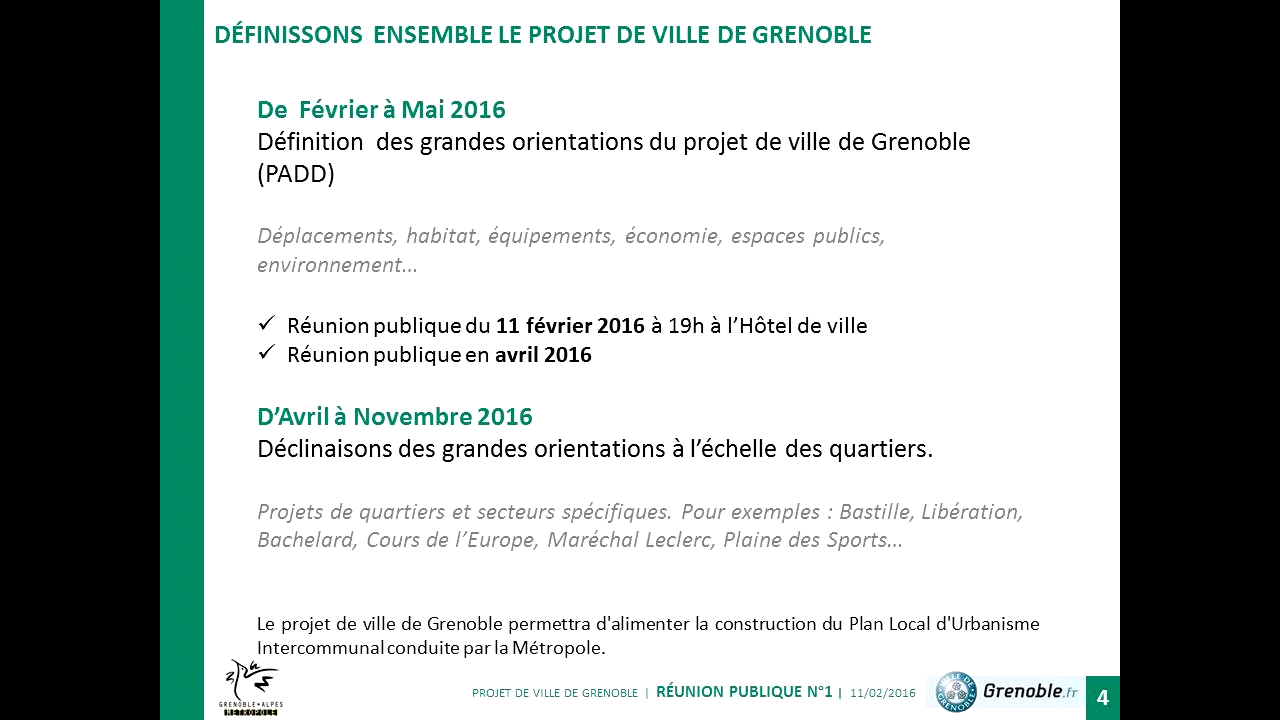 DÉFINISSONS ENSEMBLE LE PROJET DE VILLE DE GRENOBLE
De Février à Mai 2016
Définition des grandes orientations du projet de ville de Grenoble
(PADD)
Déplacements, habitat, équipements, économie, espaces publics,
environnement...
✓ Réunion publique du 11 février 2016 à 19h à l’Hôtel de ville
✓ Réunion publique en avril 2016
D’Avril à Novembre 2016
Déclinaisons des grandes orientations à l’échelle des quartiers.
Projets de quartiers et secteurs spécifiques. Pour exemples : Bastille, Libération,
Bachelard, Cours de l’Europe, Maréchal Leclerc, Plaine des Sports...
Le projet de ville de Grenoble permettra d'alimenter la construction du Plan Local d'Urbanisme
Intercommunal conduite par la Métropole.
GRENOBLE-ALPES
MÉTROPOLE
PROJET DE VILLE DE GRENOBLE | RÉUNION PUBLIQUE N°1 | 11/02/2016
VILLE DE GRENOBLE
Grenoble.fr
4